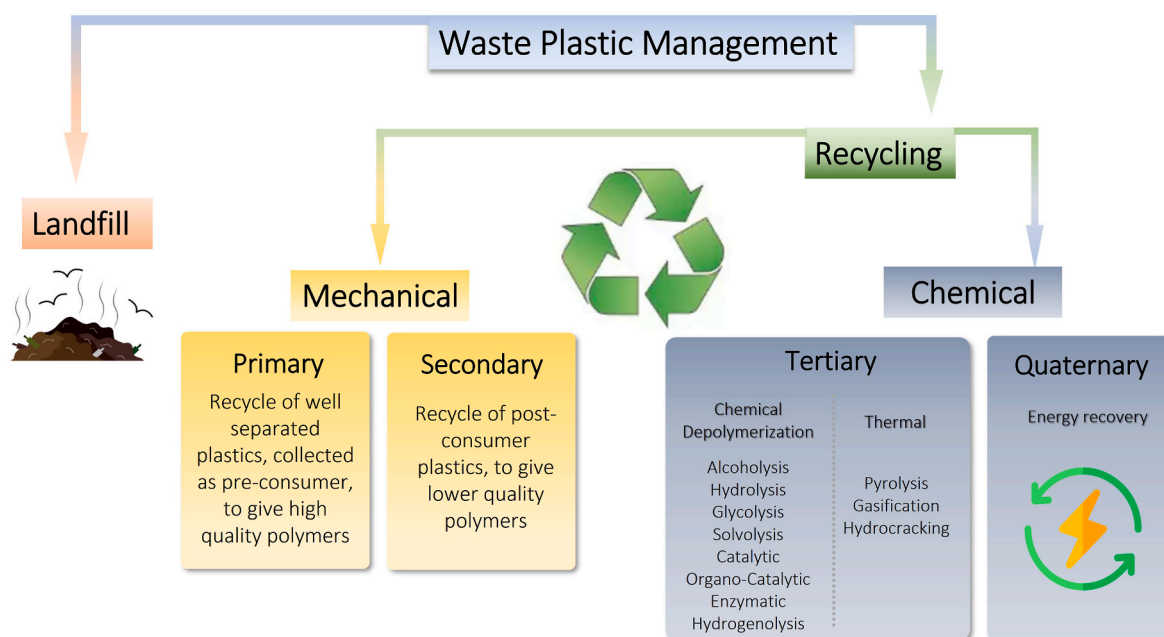 Waste Plastic Management
Recycling
Landfill
Mechanical
Chemical
Primary
Recycle of well
separated
plastics, collected
as pre-consumer,
to give high
quality polymers
Secondary
Recycle of post-
consumer
plastics, to give
lower quality
polymers
Tertiary
Chemical
Depolymerization
Alcoholysis
Hydrolysis
Glycolysis
Solvolysis
Catalytic
Organo-Catalytic
Enzymatic
Hydrogenolysis
Thermal
Pyrolysis
Gasification
Hydrocracking
Quaternary
Energy recovery